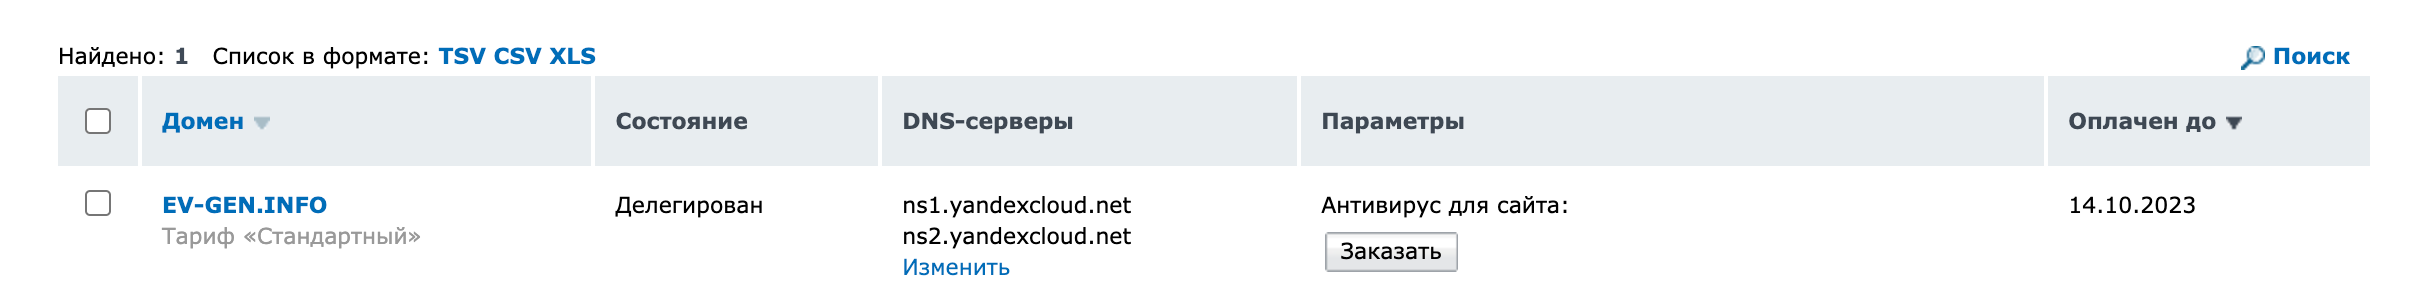 Найдено: 1 Список в формате: TSV CSV XLS Поиск
Домен Состояние DNS-серверы Параметры Оплачен до
EV-GEN.INFO Делегирован ns1.yandexcloud.net Антивирус для сайта: 14.10.2023
Тариф «Стандартный» ns2.yandexcloud.net Заказать
Изменить